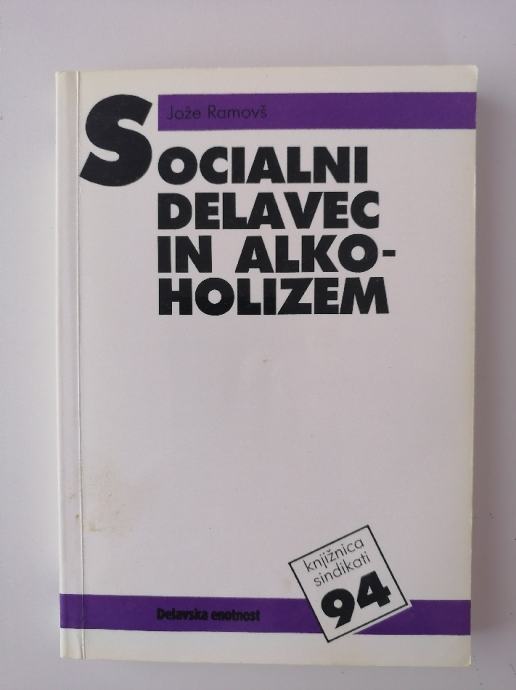 Jože Ramovš
SOCIALNI
DELAVEC
IN ALKO-
HOLIZEM
knjižnica
sindikati
94
Delavska enotnost